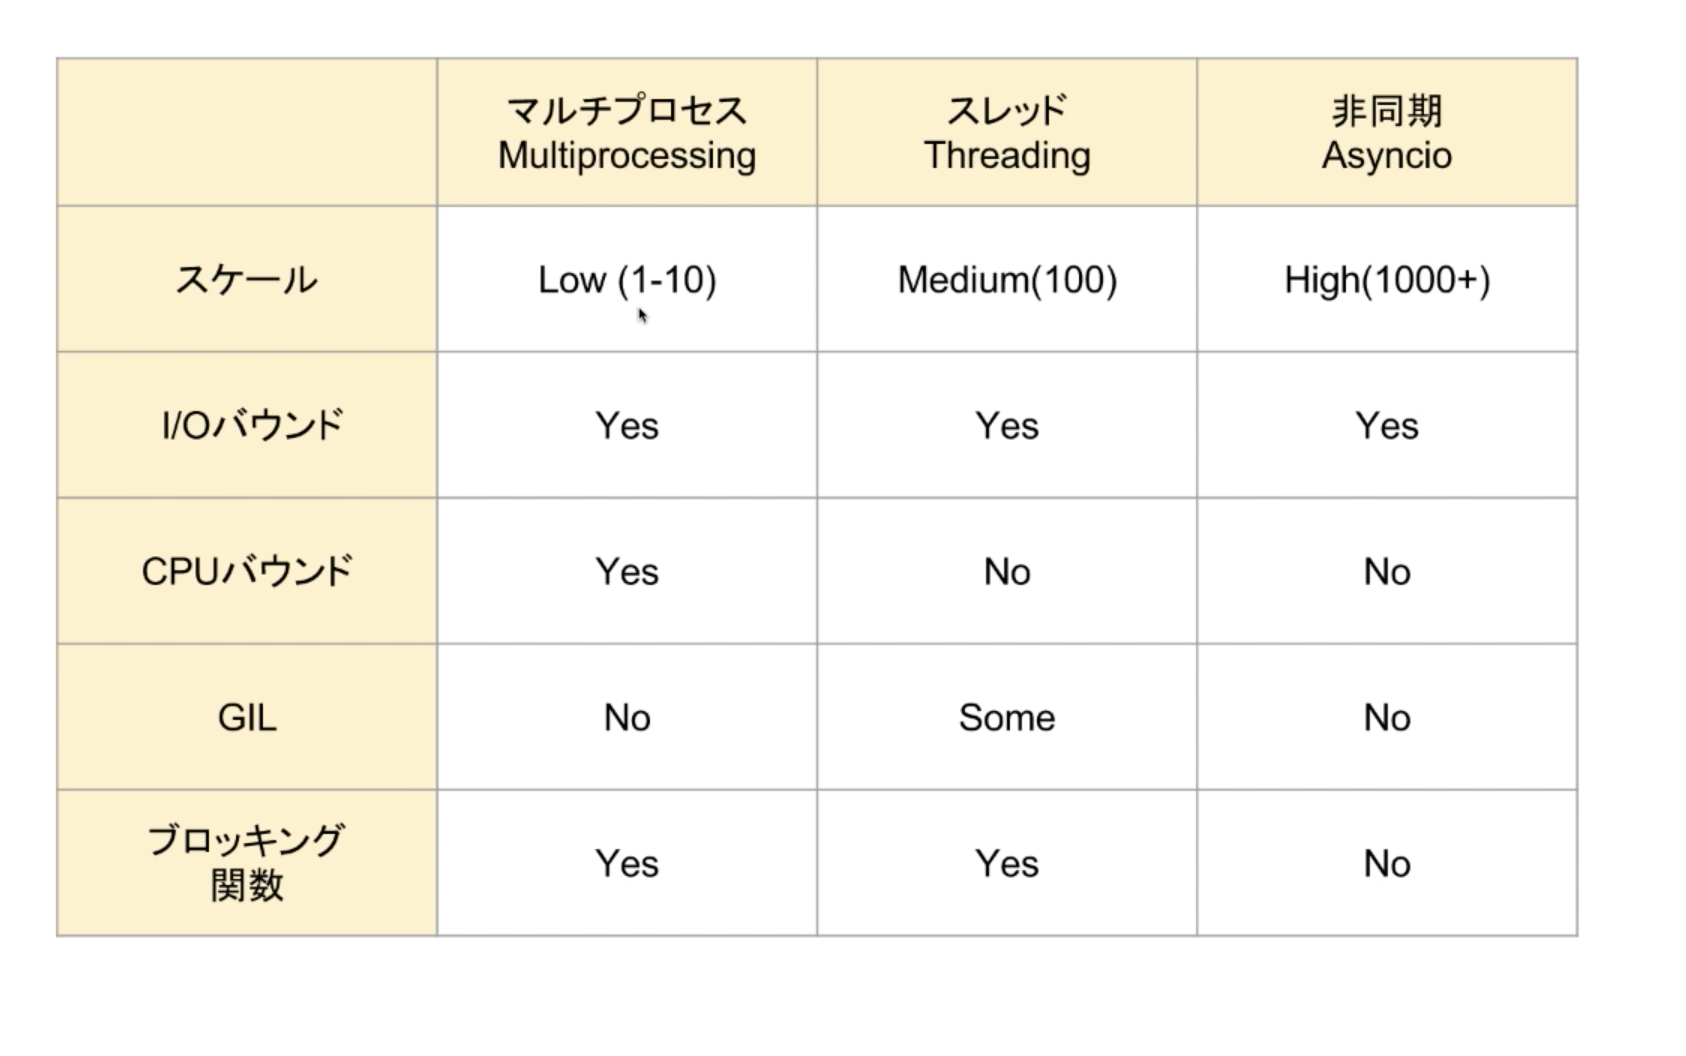 マルチプロセス
Multiprocessing
スレッド
Threading
非同期
Asyncio
スケール
Low (1-10)
Medium(100)
High(1000+)
I/Oバウンド
Yes
Yes
Yes
CPUバウンド
Yes
No
No
GIL
No
Some
No
ブロッキング
関数
Yes
Yes
No